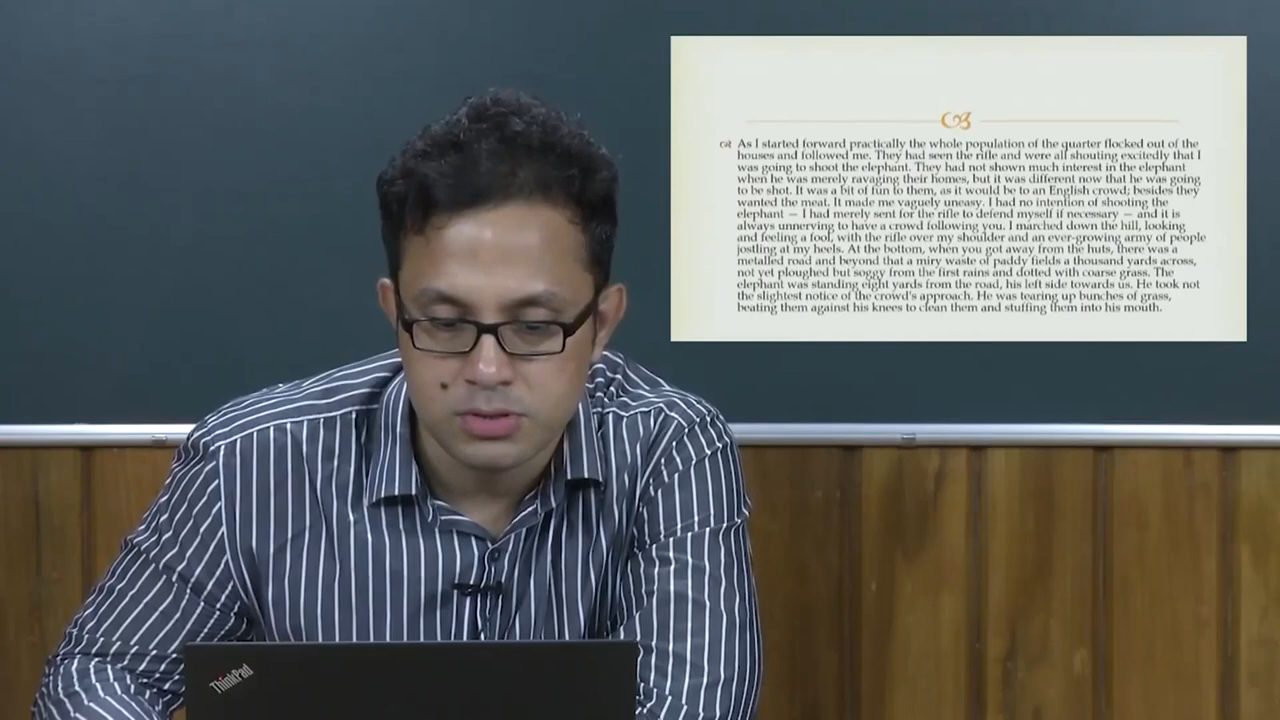 As I started forward practically the whole population of the quarter flocked out of the
houses and followed me. They had seen the rifle and were all shouting excitedly that I
was going to shoot the elephant. They had not shown much interest in the elephant
when he was merely ravaging their homes, but it was different now that he was going
to be shot. It was a bit of fun to them, as it would be to an English crowd; besides they
wanted the meat. It made me vaguely uneasy. I had no intention of shooting the
elephant — I had merely sent for the rifle to defend myself if necessary — and it is
always unnerving to have a crowd following you. I marched down the hill, looking
and feeling a fool, with the rifle over my shoulder and an ever-growing army of people
jostling at my heels. At the bottom, when you got away from the huts, there was a
metalled road and beyond that a miry waste of paddy fields a thousand yards across,
not yet ploughed but soggy from the first rains and dotted with coarse grass. The
elephant was standing eight yards from the road, his left side towards us. He took not
the slightest notice of the crowd's approach. He was tearing up bunches of grass,
beating them against his knees to clean them and stuffing them into his mouth.
ThinkPad